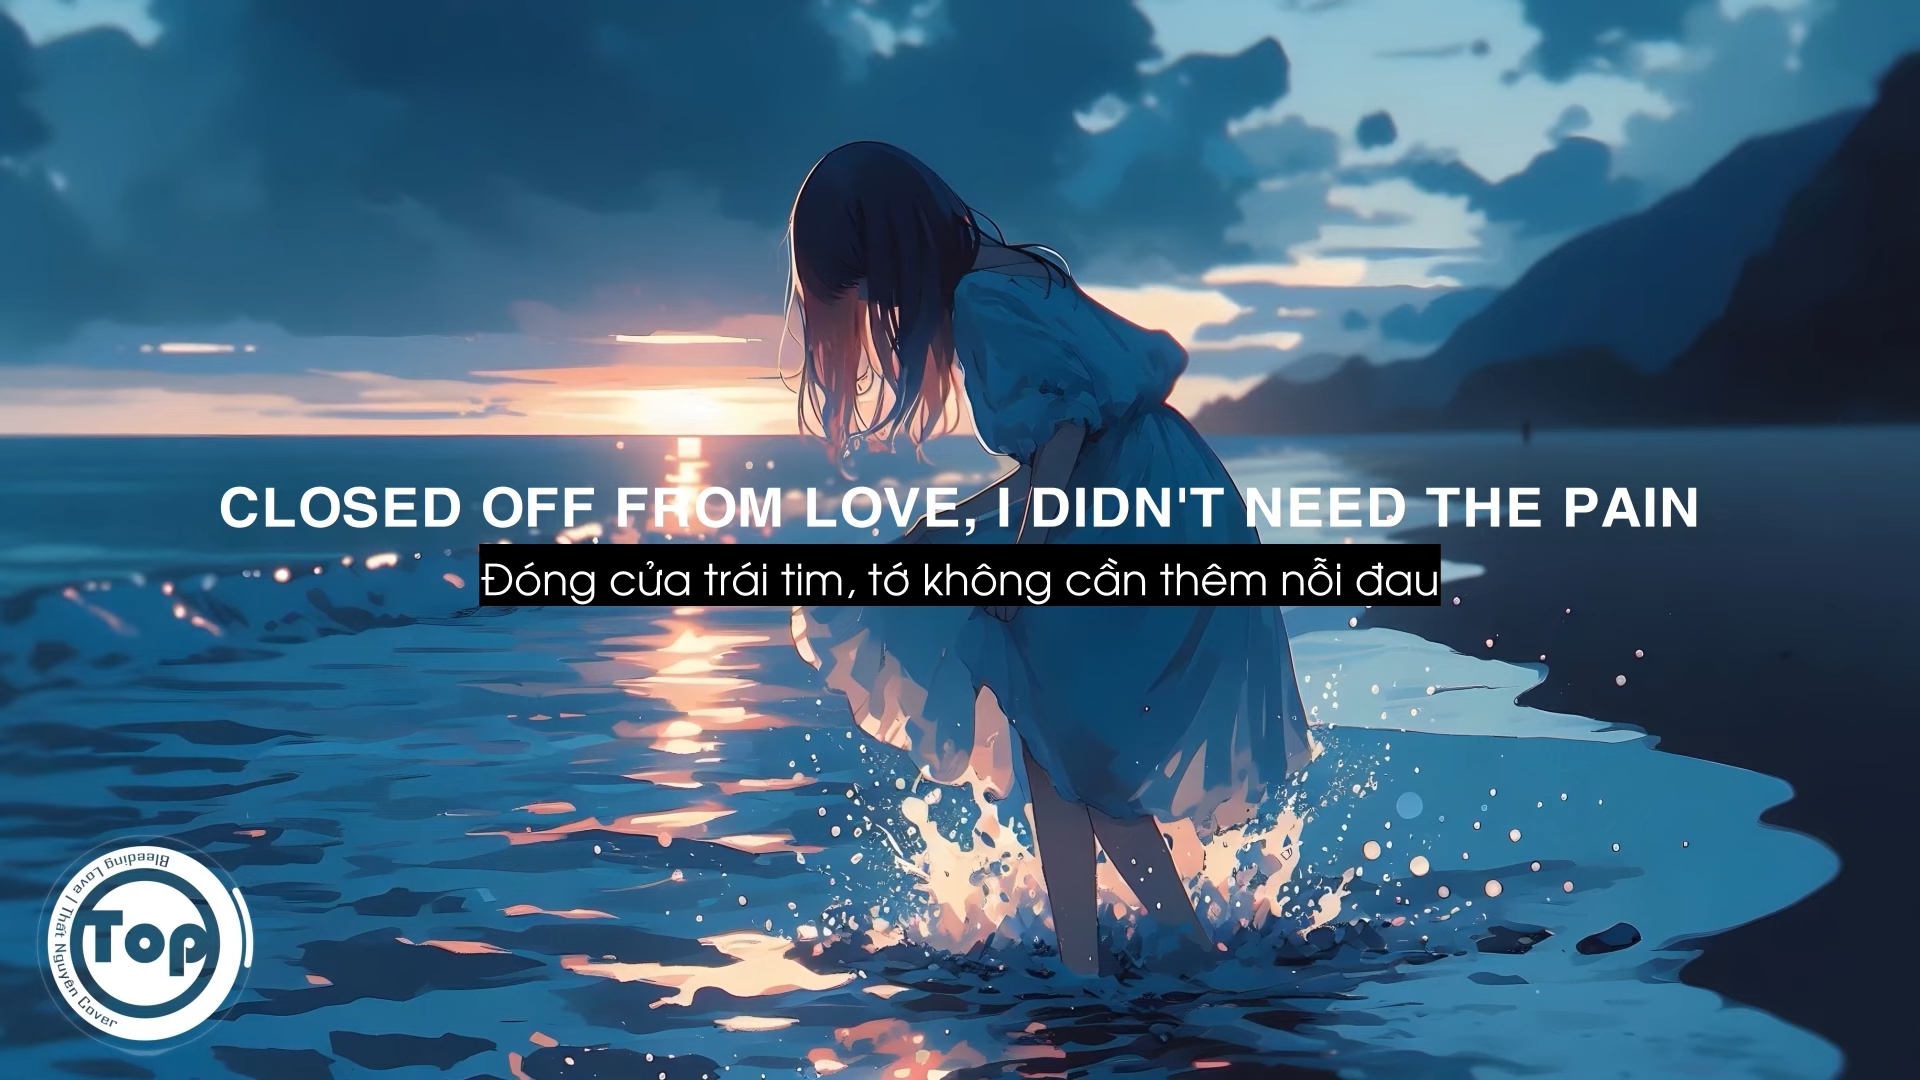 CLOSED OFF FROM LOVE, I DIDN'T NEED THE PAIN
Đóng cửa trái tim, tớ không cần thêm nỗi đau
Top
Bleeding Love | Thất Nguyên Cover